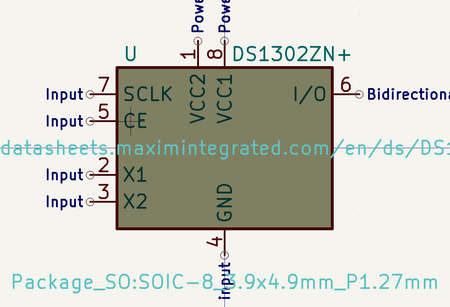 Powe Powe
U DS1302ZN+
1 8
VCC2 VCC1
Input 7 SCLK I/O 6 Bidirectiona
Input 5 CE
datasheets.maximintegrated.com/en/ds/DS1
Input 2 X1
Input 3 X2
GND
4
Input
Package_SO:SOIC-8_3.9x4.9mm_P1.27mm